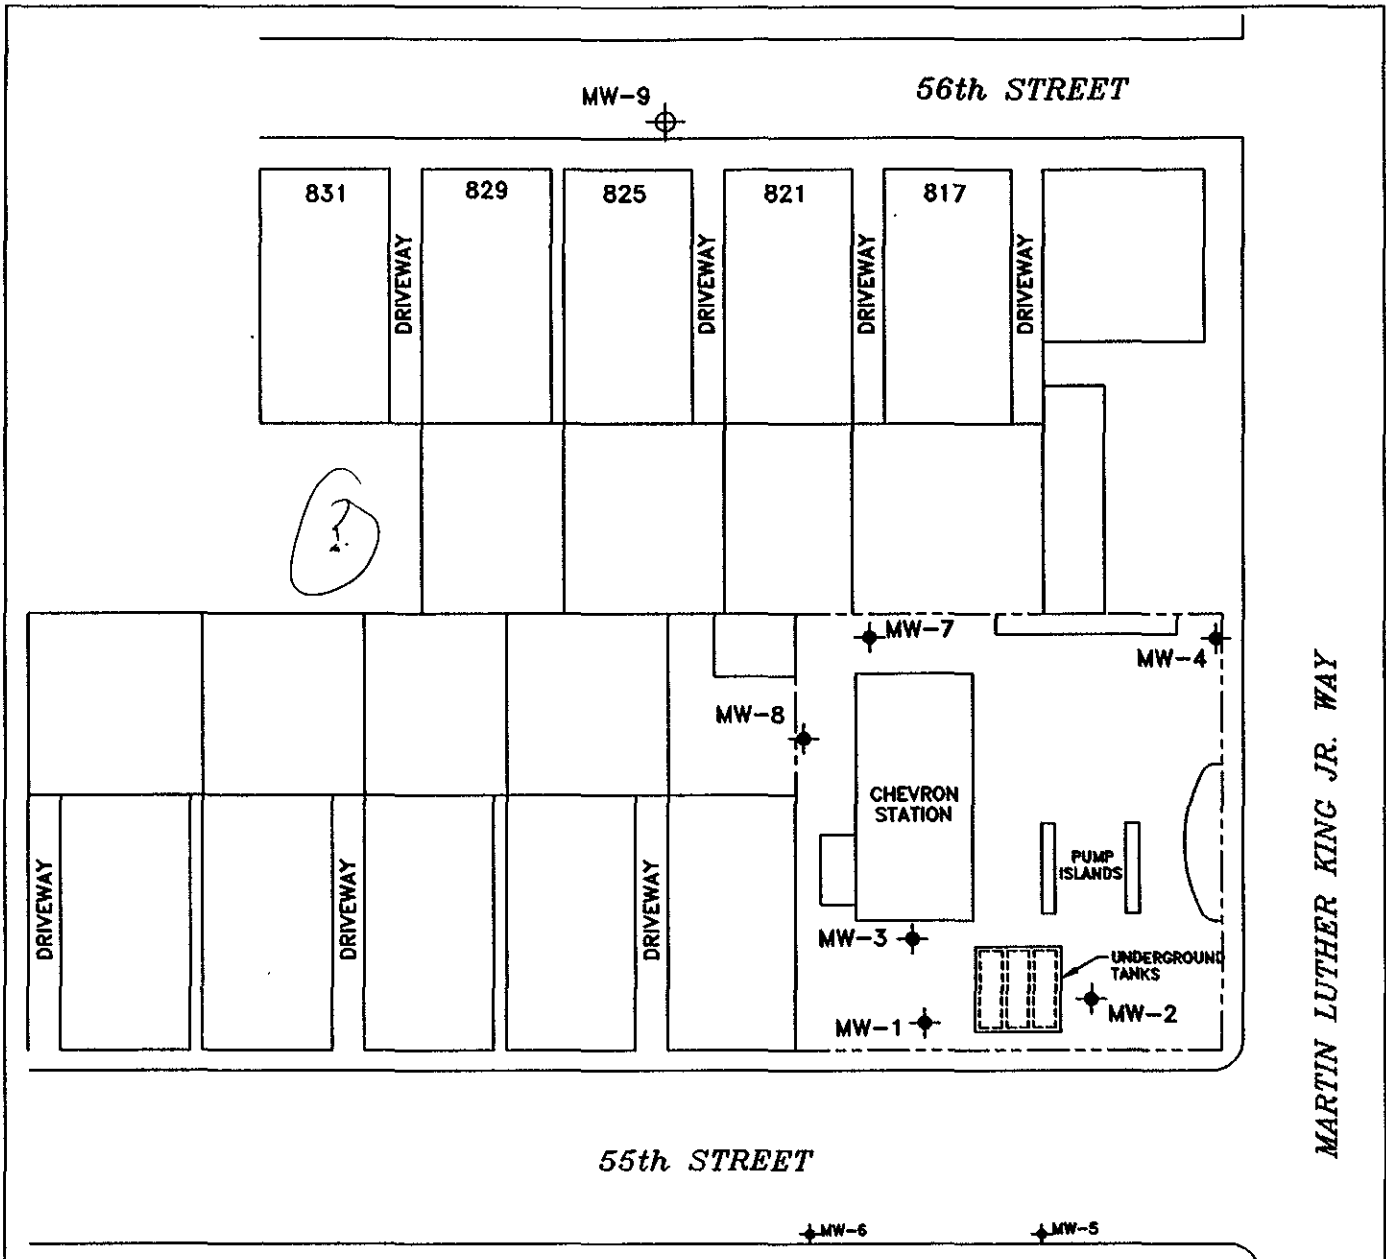 56th STREET
MW-9
831
829
825
821
817
DRIVEWAY
DRIVEWAY
DRIVEWAY
DRIVEWAY
MW-7
MW-4
MW-8
CHEVRON
STATION
PUMP
ISLANDS
DRIVEWAY
DRIVEWAY
DRIVEWAY
MW-3
UNDERGROUND
TANKS
MW-2
MW-1
MARTIN LUTHER KING JR. WAY
55th STREET
MW-6
MW-5